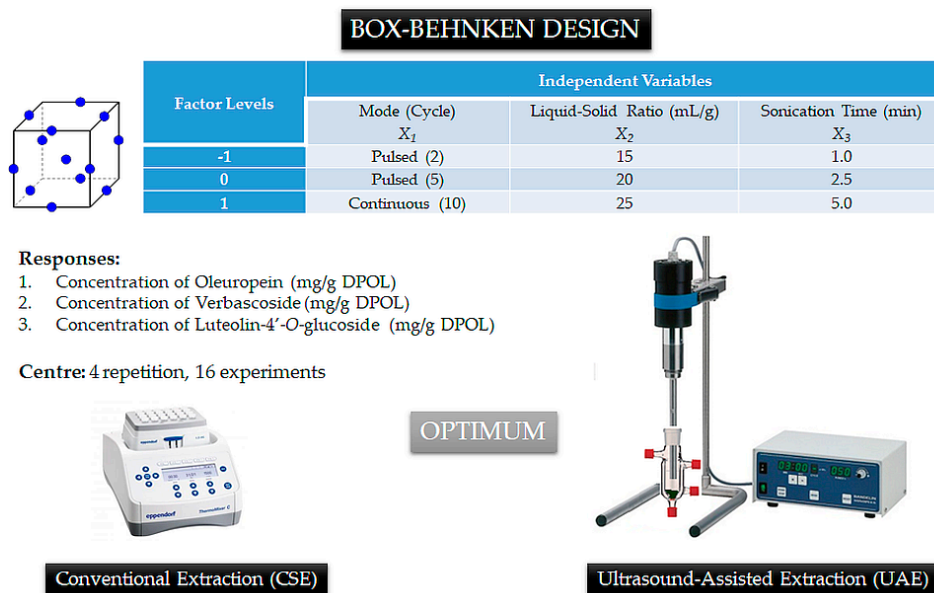 BOX-BEHNKEN DESIGN
Factor Levels
Independent Variables
Mode (Cycle) Liquid-Solid Ratio (mL/g) Sonication Time (min)
X1 X2 X3
-1 Pulsed (2) 15 1.0
0 Pulsed (5) 20 2.5
1 Continuous (10) 25 5.0
Responses:
1. Concentration of Oleuropein (mg/g DPOL)
2. Concentration of Verbascoside (mg/g DPOL)
3. Concentration of Luteolin-4’-O-glucoside (mg/g DPOL)
Centre: 4 repetition, 16 experiments
OPTIMUM
eppendorf
ThermoMixer C
03:00 050
BANDELIN
Conventional Extraction (CSE)
Ultrasound-Assisted Extraction (UAE)